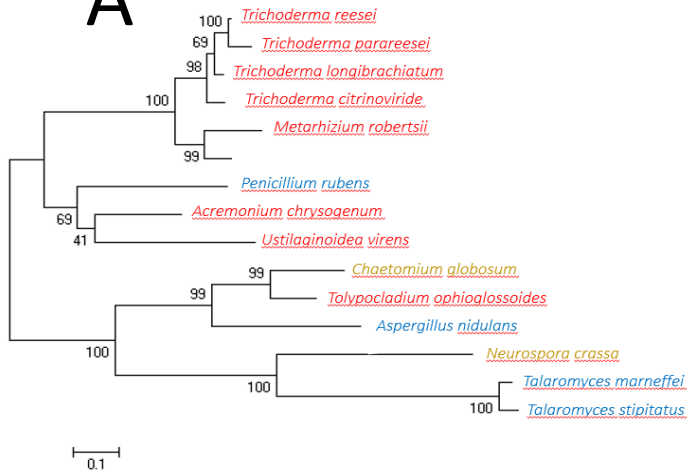 A
100
Trichoderma reesei
69
Trichoderma parareesei
98
Trichoderma longibrachiatum
100
Trichoderma citrinoviride
Metarhizium robertsii
99
Penicillium rubens
69
Acremonium chrysogenum
41
Ustilaginoidea virens
99
Chaetomium globosum
99
Tolypocladium ophioglossoides
Aspergillus nidulans
100
Neurospora crassa
100
Talaromyces marneffei
100
Talaromyces stipitatus
0.1